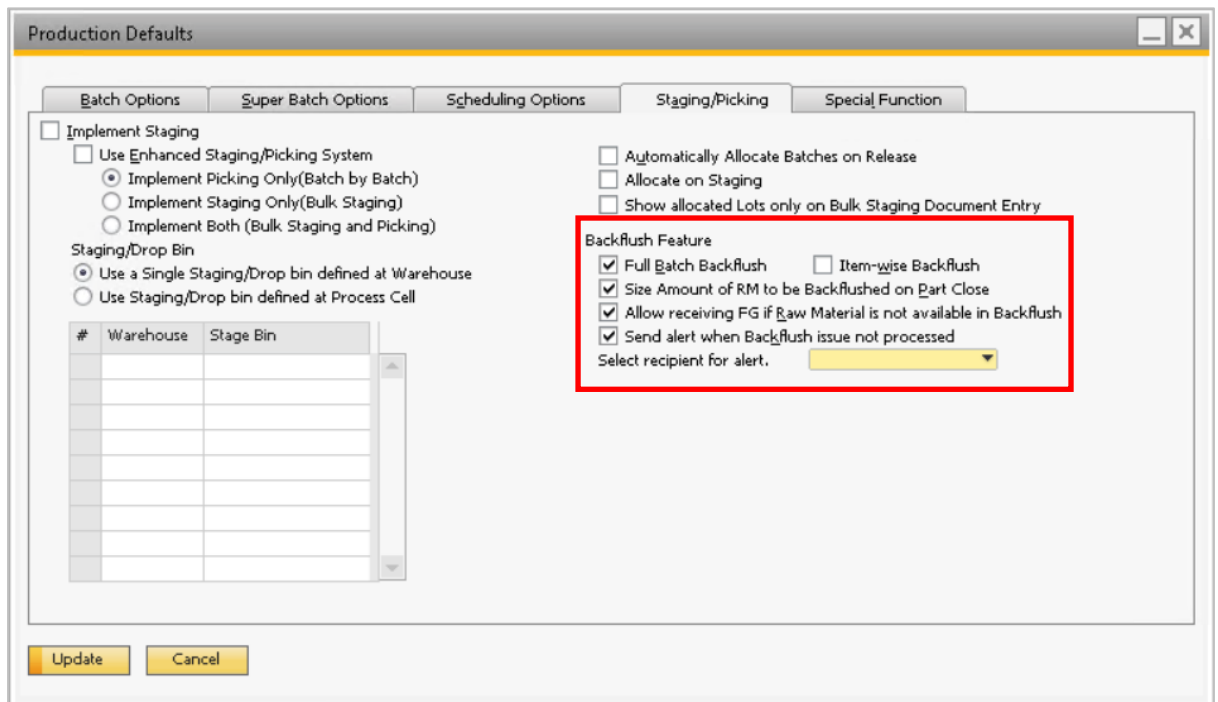 Production Defaults
Batch Options
Super Batch Options
Scheduling Options
Staging/Picking
Special Function
Implement Staging
Use Enhanced Staging/Picking System
Implement Picking Only(Batch by Batch)
Implement Staging Only(Bulk Staging)
Implement Both (Bulk Staging and Picking)
Staging/Drop Bin
Use a Single Staging/Drop bin defined at Warehouse
Use Staging/Drop bin defined at Process Cell
# Warehouse Stage Bin
Automatically Allocate Batches on Release
Allocate on Staging
Show allocated Lots only on Bulk Staging Document Entry
Backflush Feature
Full Batch Backflush
Item-wise Backflush
Size Amount of RM to be Backflushed on Part Close
Allow receiving FG if Raw Material is not available in Backflush
Send alert when Backflush issue not processed
Select recipient for alert.
Update
Cancel